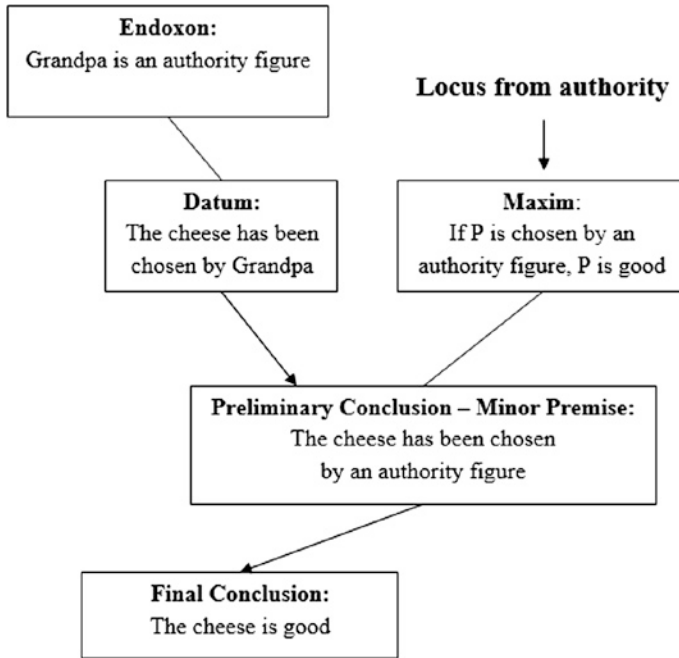 Endoxon:
Grandpa is an authority figure
Locus from authority
Datum:
The cheese has been
chosen by Grandpa
Maxim:
If P is chosen by an
authority figure, P is good
Preliminary Conclusion – Minor Premise:
The cheese has been chosen
by an authority figure
Final Conclusion:
The cheese is good